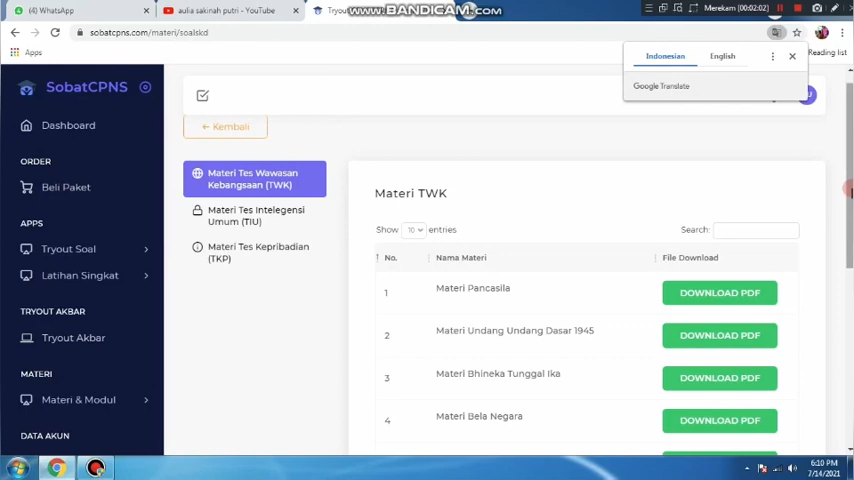 (4) WhatsApp
aulia sakinah putri - YouTube
Tryout
WWW.BANDICAM.COM
Merekam [00:02:02]
sobatcpns.com/materi/soalskd
Apps
Reading list
Indonesian
English
Google Translate
SobatCPNS
Dashboard
ORDER
Beli Paket
APPS
Tryout Soal
Latihan Singkat
TRYOUT AKBAR
Tryout Akbar
MATERI
Materi & Modul
DATA AKUN
← Kembali
Materi Tes Wawasan
Kebangsaan (TWK)
Materi Tes Intelegensi
Umum (TIU)
Materi Tes Kepribadian
(TKP)
Materi TWK
Show 10 entries
Search:
No. Nama Materi File Download
1 Materi Pancasila DOWNLOAD PDF
2 Materi Undang Undang Dasar 1945 DOWNLOAD PDF
3 Materi Bhineka Tunggal Ika DOWNLOAD PDF
4 Materi Bela Negara DOWNLOAD PDF
6:10 PM
7/14/2021